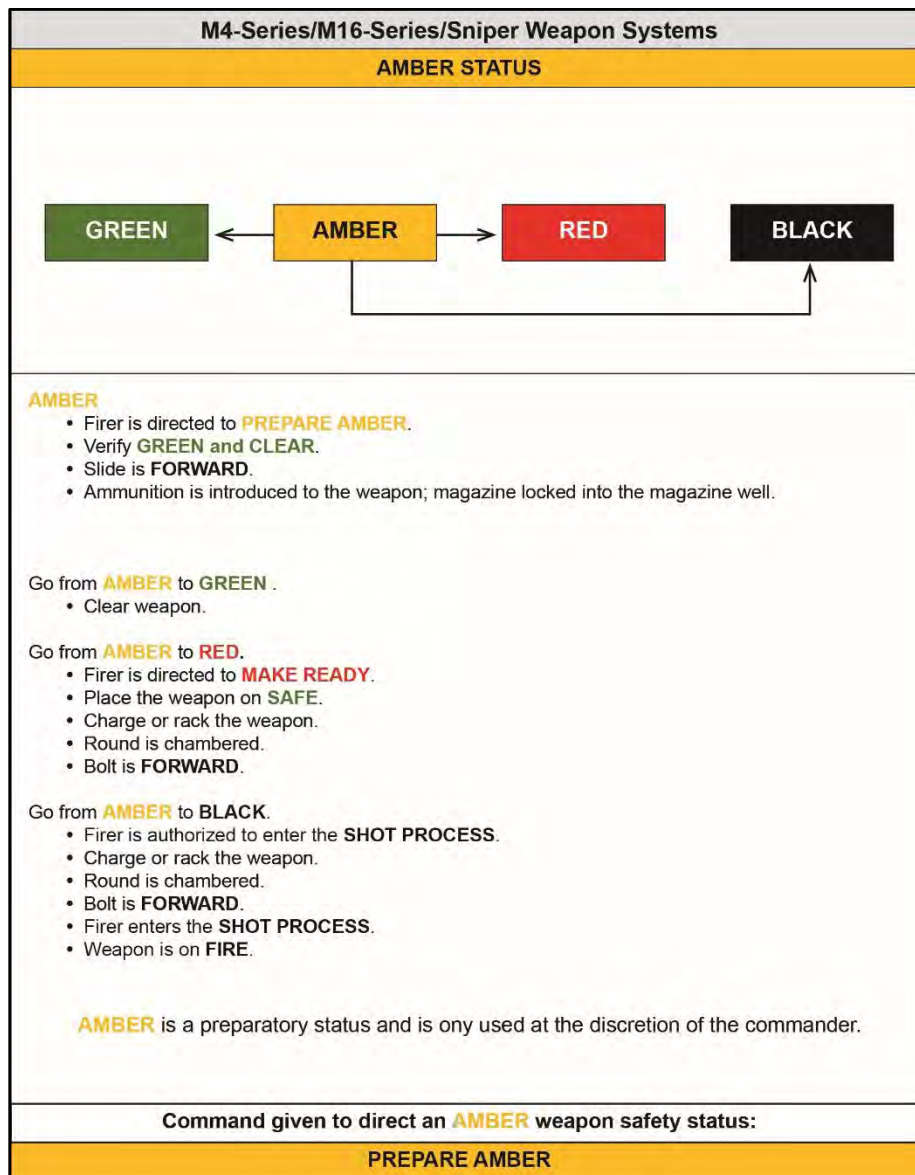 M4-Series/M16-Series/Sniper Weapon Systems
AMBER STATUS
GREEN AMBER RED BLACK
AMBER
• Firer is directed to PREPARE AMBER.
• Verify GREEN and CLEAR.
• Slide is FORWARD.
• Ammunition is introduced to the weapon; magazine locked into the magazine well.
Go from AMBER to GREEN .
• Clear weapon.
Go from AMBER to RED.
• Firer is directed to MAKE READY.
• Place the weapon on SAFE.
• Charge or rack the weapon.
• Round is chambered.
• Bolt is FORWARD.
Go from AMBER to BLACK.
• Firer is authorized to enter the SHOT PROCESS.
• Charge or rack the weapon.
• Round is chambered.
• Bolt is FORWARD.
• Firer enters the SHOT PROCESS.
• Weapon is on FIRE.
AMBER is a preparatory status and is ony used at the discretion of the commander.
Command given to direct an AMBER weapon safety status:
PREPARE AMBER